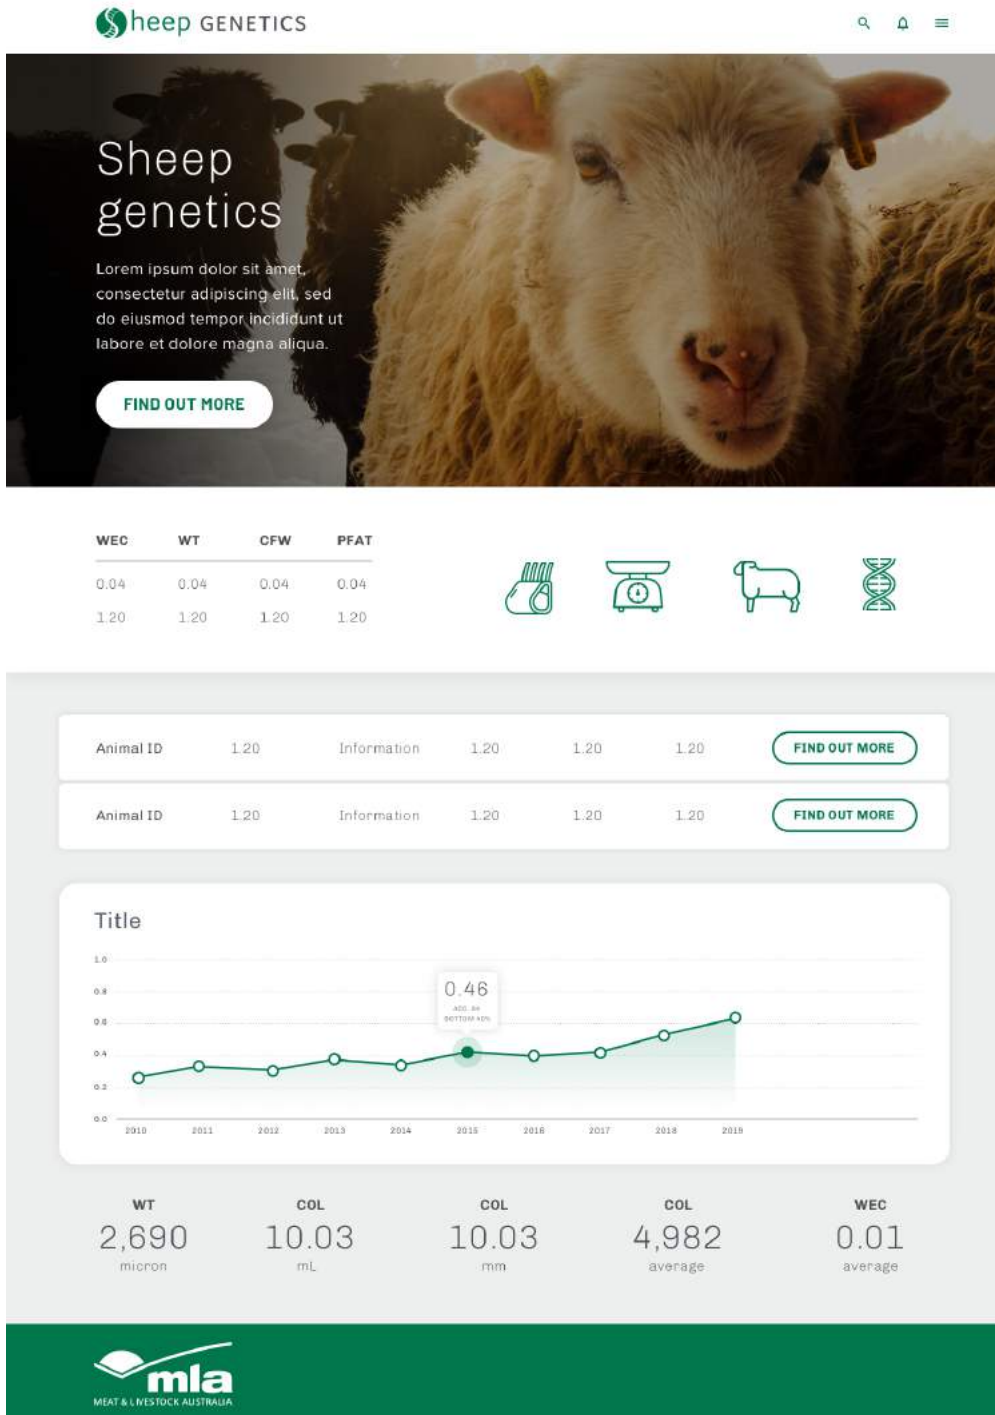 Sheep GENETICS
Sheep
genetics
Lorem ipsum dolor sit amet,
consectetur adipiscing elit, sed
do eiusmod tempor incididunt ut
labore et dolore magna aliqua.
FIND OUT MORE
WEC WT CFW PFAT
0.04 0.04 0.04 0.04
1.20 1.20 1.20 1.20
Animal ID 1.20 Information 1.20 1.20 1.20 FIND OUT MORE
Animal ID 1.20 Information 1.20 1.20 1.20 FIND OUT MORE
Title
1.0
0.8
0.6
0.4
0.2
0.0
0.46
BOTTOM
2010 2011 2012 2013 2014 2015 2016 2017 2018 2019
WT COL COL COL WEC
2,690 10.03 10.03 4,982 0.01
micron mL mm average average
mla
MEAT & LIVESTOCK AUSTRALIA